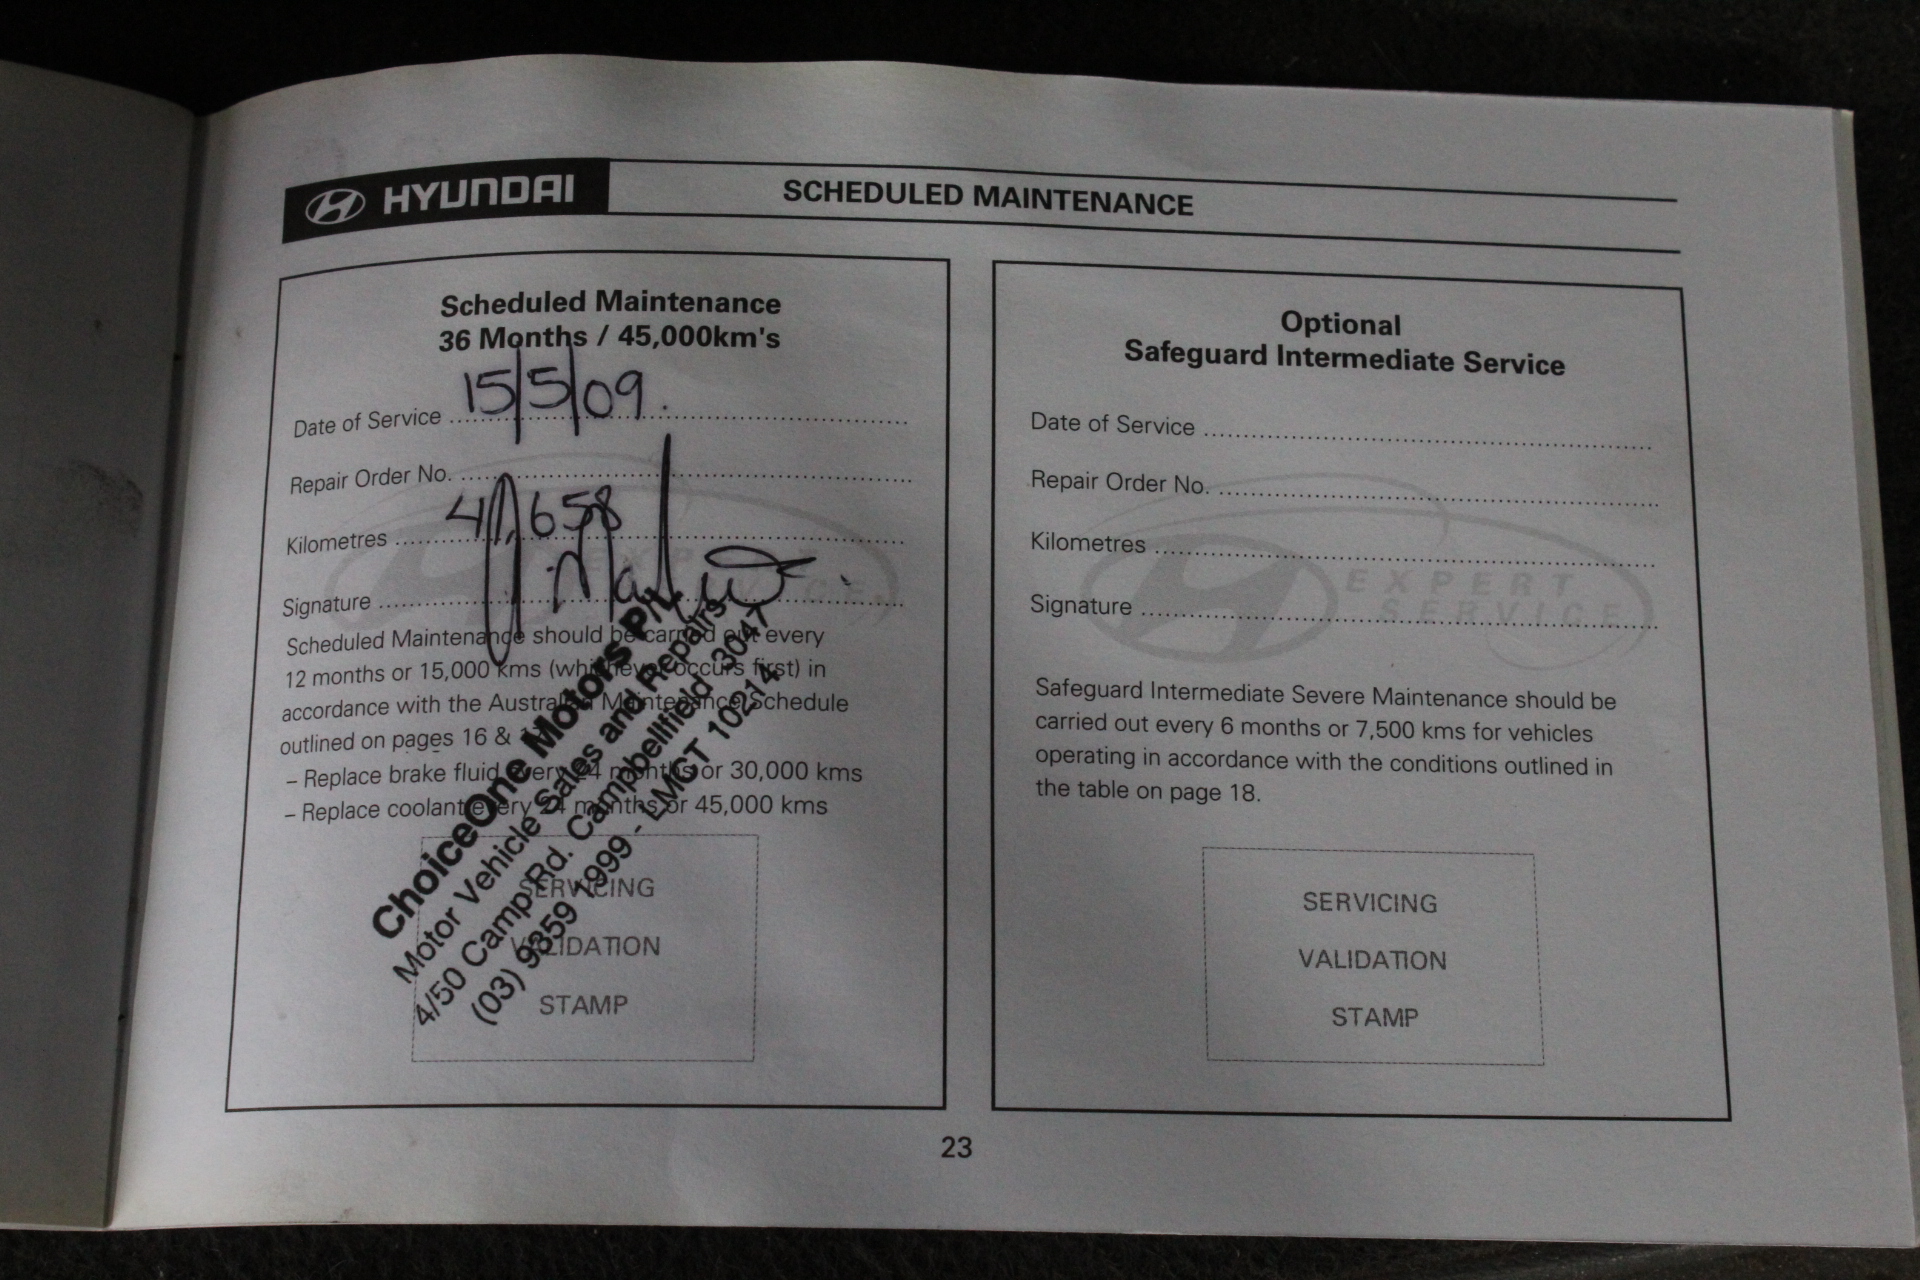 HYUNDAI
SCHEDULED MAINTENANCE
Scheduled Maintenance
36 Months / 45,000km's
Date of Service 15/5/09.
Repair Order No.
Kilometres 658
Signature
Scheduled Maintenance should be carried out every
12 months or 15,000 kms (whichever occurs first) in
accordance with the Australian Maintenance Schedule
outlined on pages 16 &
– Replace brake fluid every 24 months or 30,000 kms
– Replace coolant every 24 months or 45,000 kms
SERVICING
VALIDATION
STAMP
ChoiceOne Motors P/L
Motor Vehicle Sales and Repairs
4/50 Camp Rd. Campbellfield 3047
(03) 9359 1999 - LMCT 10214
EXPERT
SERVICE
Optional
Safeguard Intermediate Service
Date of Service
Repair Order No.
Kilometres
Signature
EXPERT
SERVICE
Safeguard Intermediate Severe Maintenance should be
carried out every 6 months or 7,500 kms for vehicles
operating in accordance with the conditions outlined in
the table on page 18.
SERVICING
VALIDATION
STAMP
23